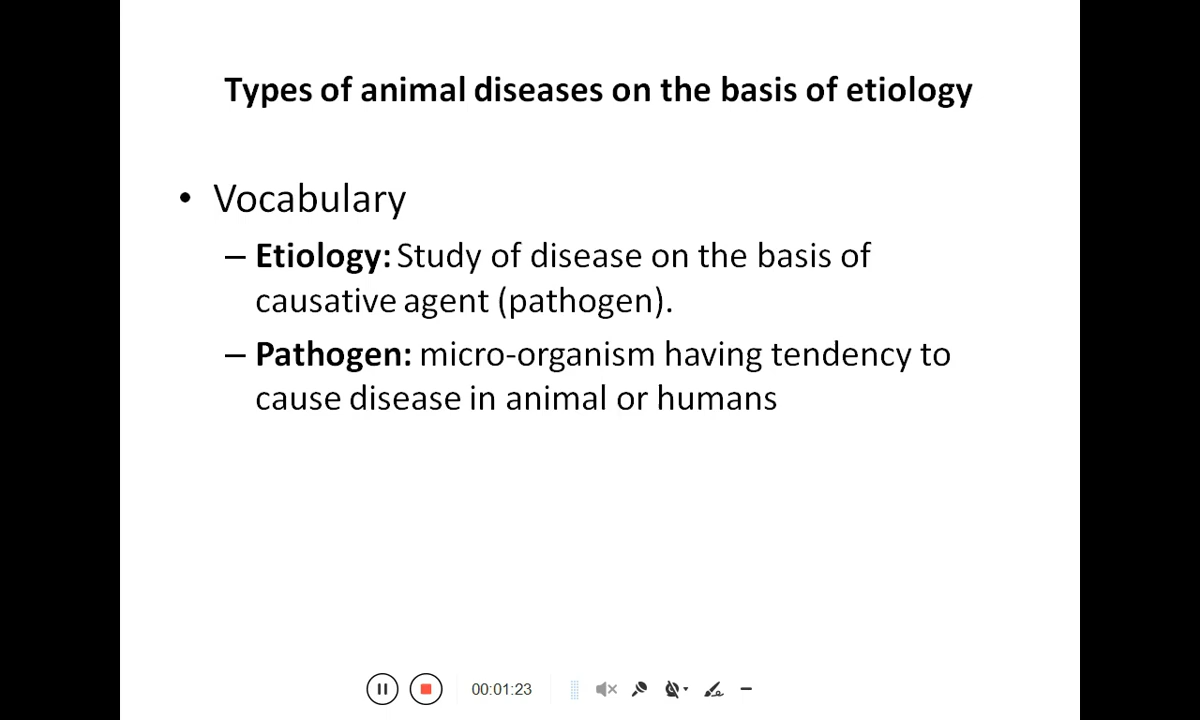 Types of animal diseases on the basis of etiology
• Vocabulary
– Etiology: Study of disease on the basis of
causative agent (pathogen).
– Pathogen: micro-organism having tendency to
cause disease in animal or humans
00:01:23